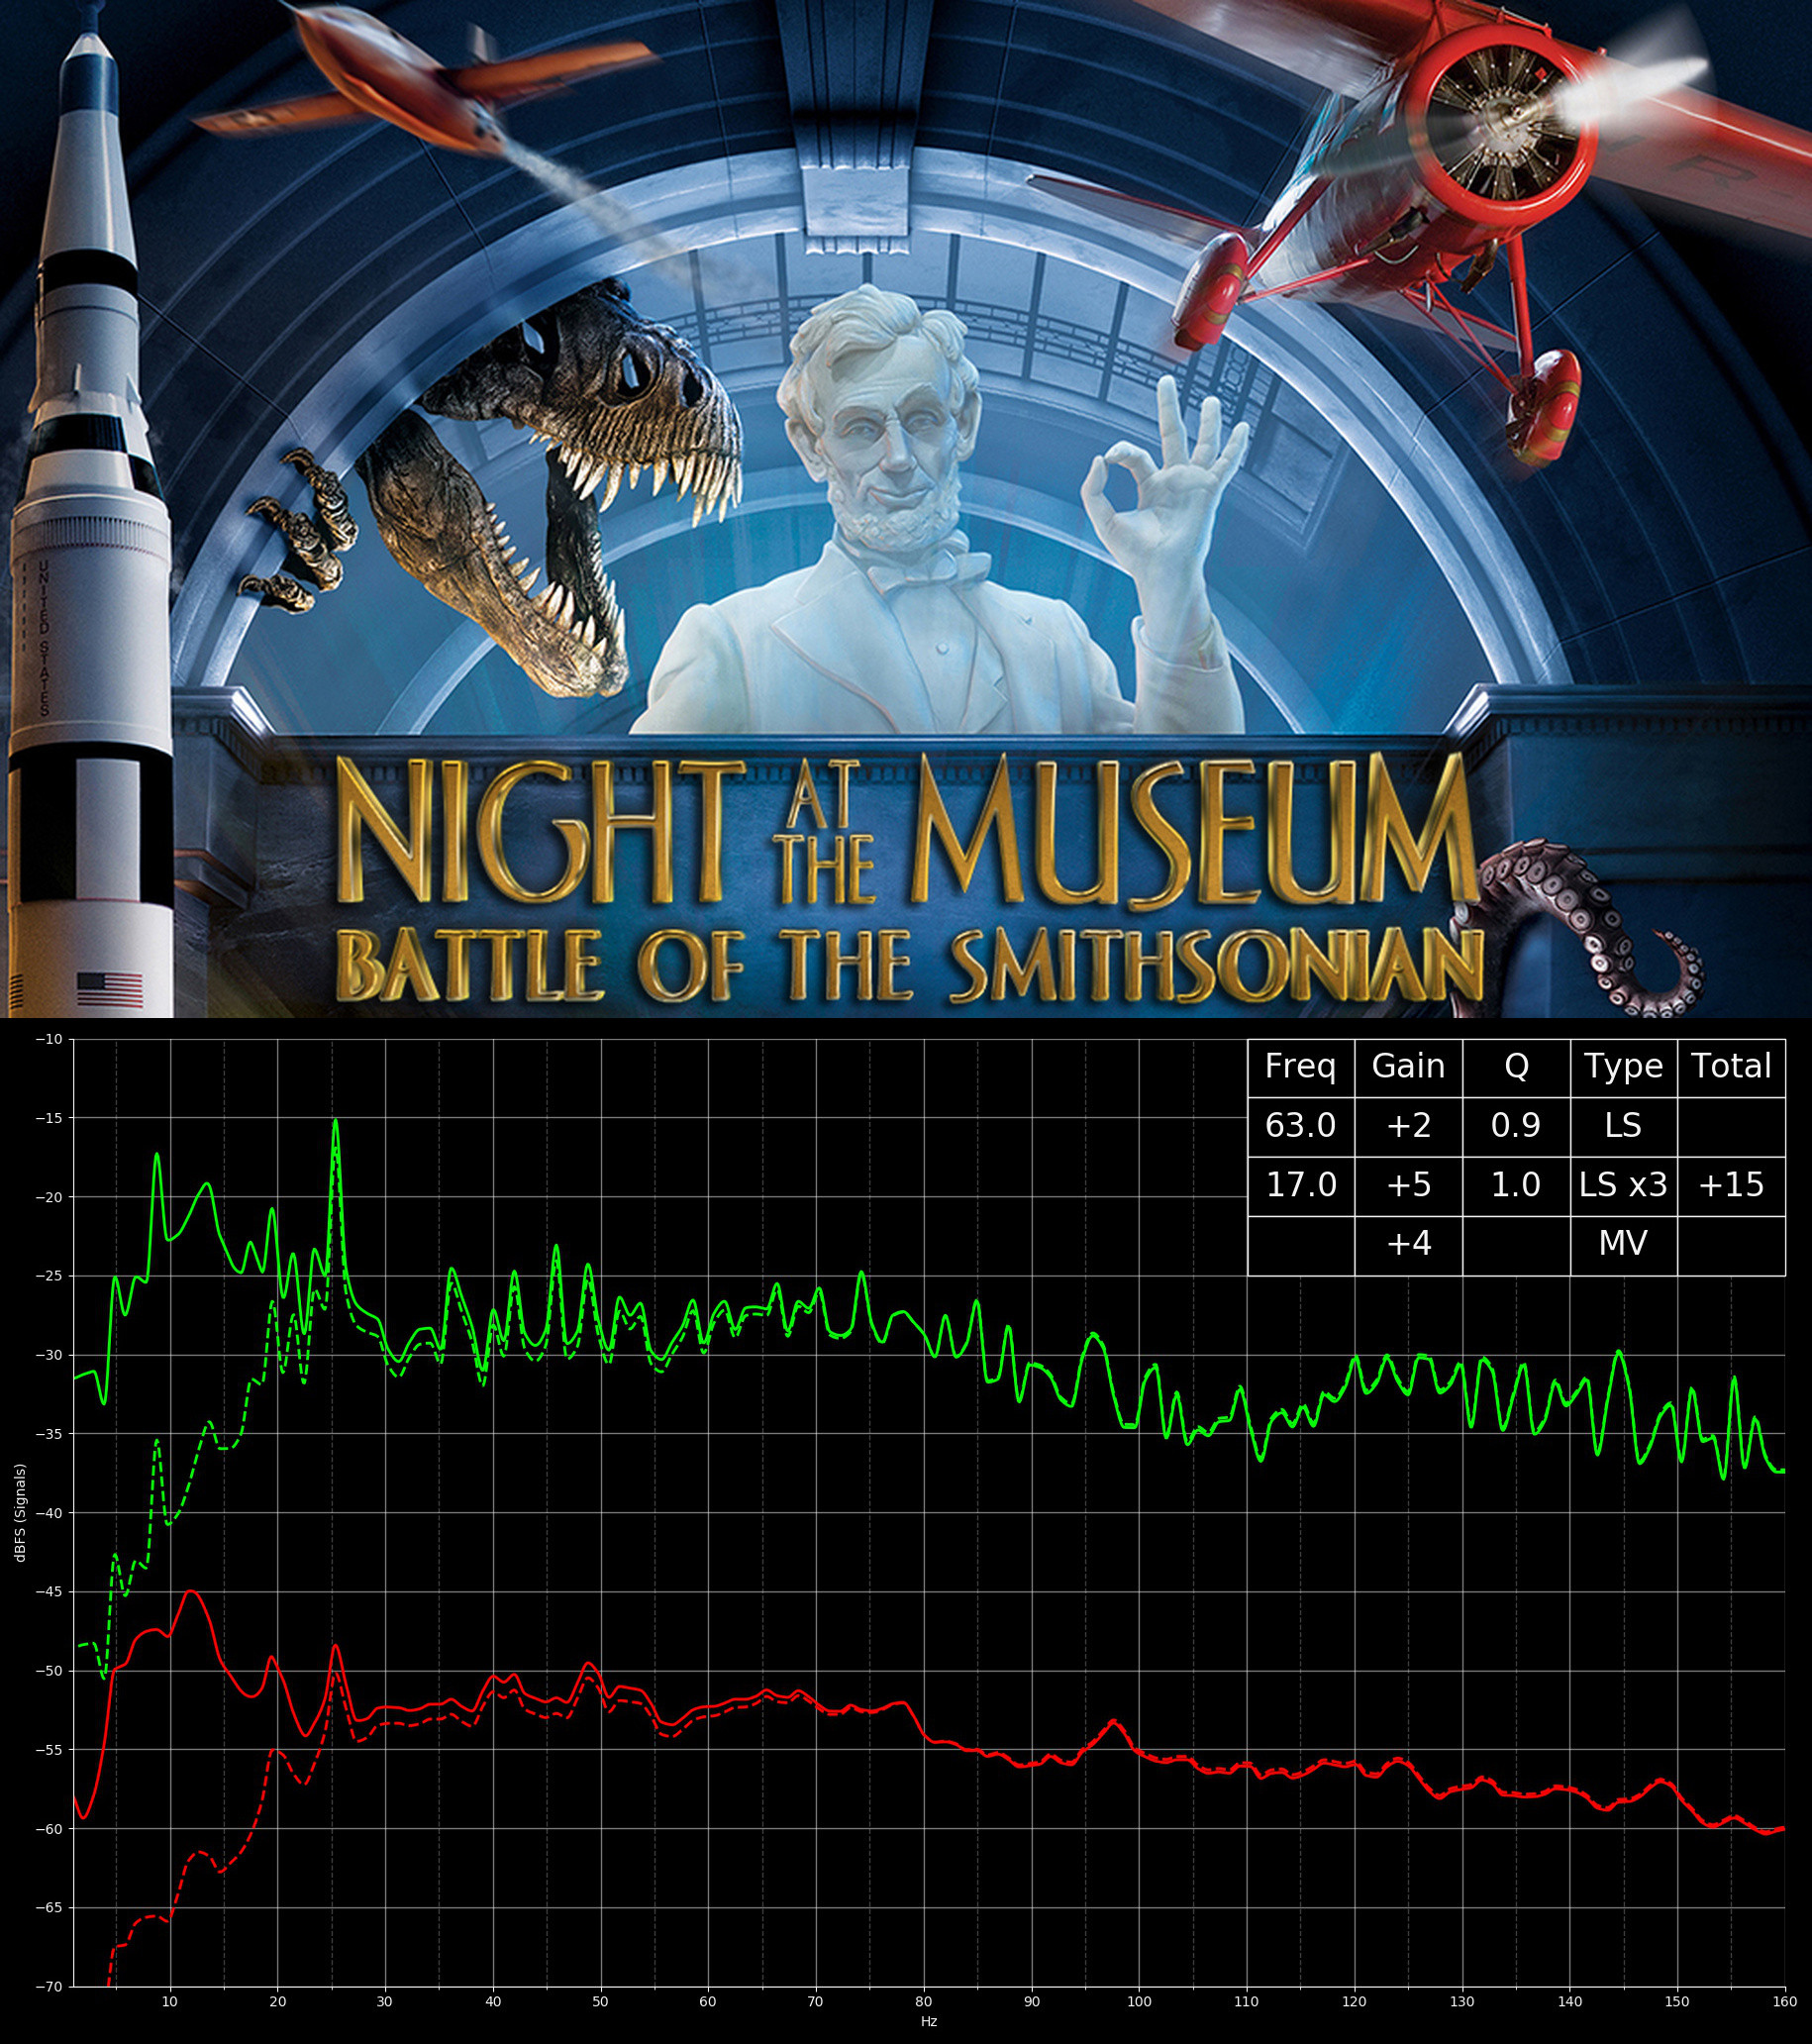 UNITED STATES
NIGHT AT THE MUSEUM
BATTLE OF THE SMITHSONIAN
Freq Gain Q Type Total
63.0 +2 0.9 LS
17.0 +5 1.0 LS x3 +15
+4 MV
−10
−15
−20
−25
−30
−35
−40
−45
−50
−55
−60
−65
−70
dBFS (Signals)
10 20 30 40 50 60 70 80 90 100 110 120 130 140 150 160
Hz